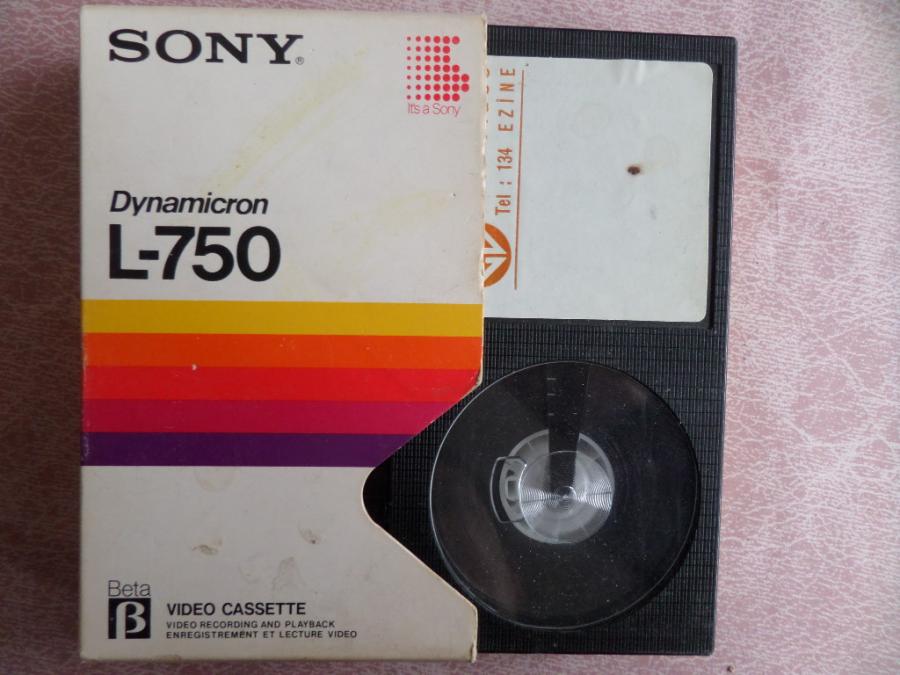 SONY®
It's a Sony
Dynamicron
L-750
Beta
β
VIDEO CASSETTE
VIDEO RECORDING AND PLAYBACK
ENREGISTREMENT ET LECTURE VIDEO
Tel : 134 EZİNE